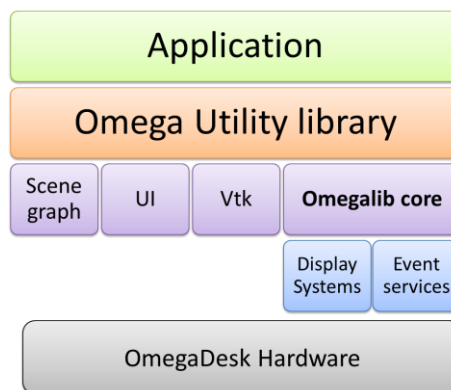 Application
Omega Utility library
Scene
graph
UI
Vtk
Omegalib core
Display
Systems
Event
services
OmegaDesk Hardware